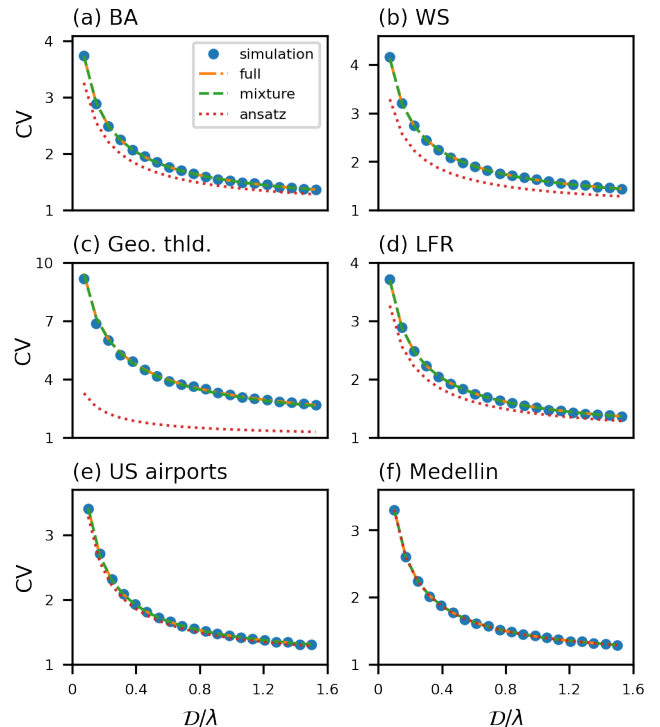 (a) BA
4
3
2
1
CV
simulation
full
mixture
ansatz
(b) WS
4
3
2
1
(c) Geo. thld.
10
7
4
1
CV
(d) LFR
4
3
2
1
(e) US airports
3
2
1
CV
0 0.4 0.8 1.2 1.6
𝒟/λ
(f) Medellin
3
2
1
0 0.4 0.8 1.2 1.6
𝒟/λ